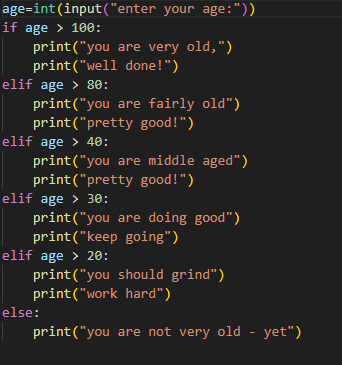 age=int(input("enter your age:"))
if age > 100:
    print("you are very old,")
    print("well done!")
elif age > 80:
    print("you are fairly old")
    print("pretty good!")
elif age > 40:
    print("you are middle aged")
    print("pretty good!")
elif age > 30:
    print("you are doing good")
    print("keep going")
elif age > 20:
    print("you should grind")
    print("work hard")
else:
    print("you are not very old - yet")